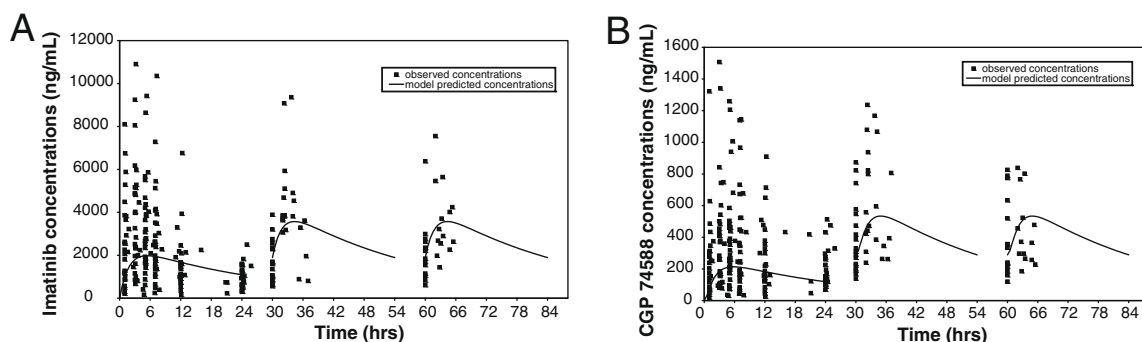 A
Imatinib concentrations (ng/mL)
12000
10000
8000
6000
4000
2000
0
observed concentrations
model predicted concentrations
0 6 12 18 24 30 36 42 48 54 60 66 72 78 84
Time (hrs)
B
CGP 74588 concentrations (ng/mL)
1600
1400
1200
1000
800
600
400
200
0
observed concentrations
model predicted concentrations
0 6 12 18 24 30 36 42 48 54 60 66 72 78 84
Time (hrs)